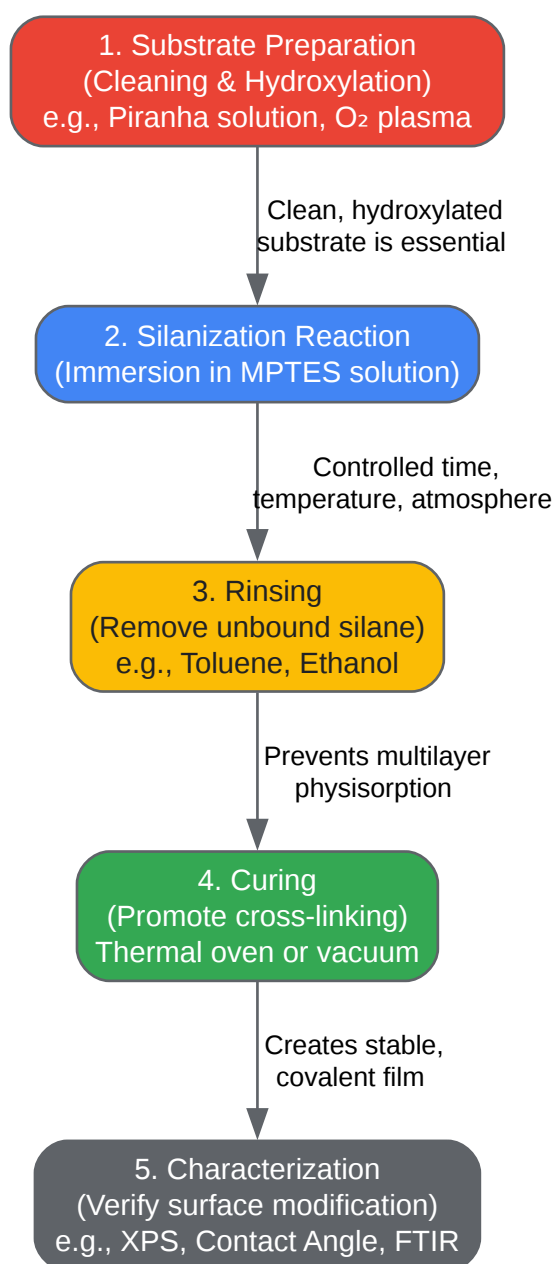 1. Substrate Preparation
(Cleaning & Hydroxylation)
e.g., Piranha solution, O₂ plasma
Clean, hydroxylated
substrate is essential
2. Silanization Reaction
(Immersion in MPTES solution)
Controlled time,
temperature, atmosphere
3. Rinsing
(Remove unbound silane)
e.g., Toluene, Ethanol
Prevents multilayer
physisorption
4. Curing
(Promote cross-linking)
Thermal oven or vacuum
Creates stable,
covalent film
5. Characterization
(Verify surface modification)
e.g., XPS, Contact Angle, FTIR